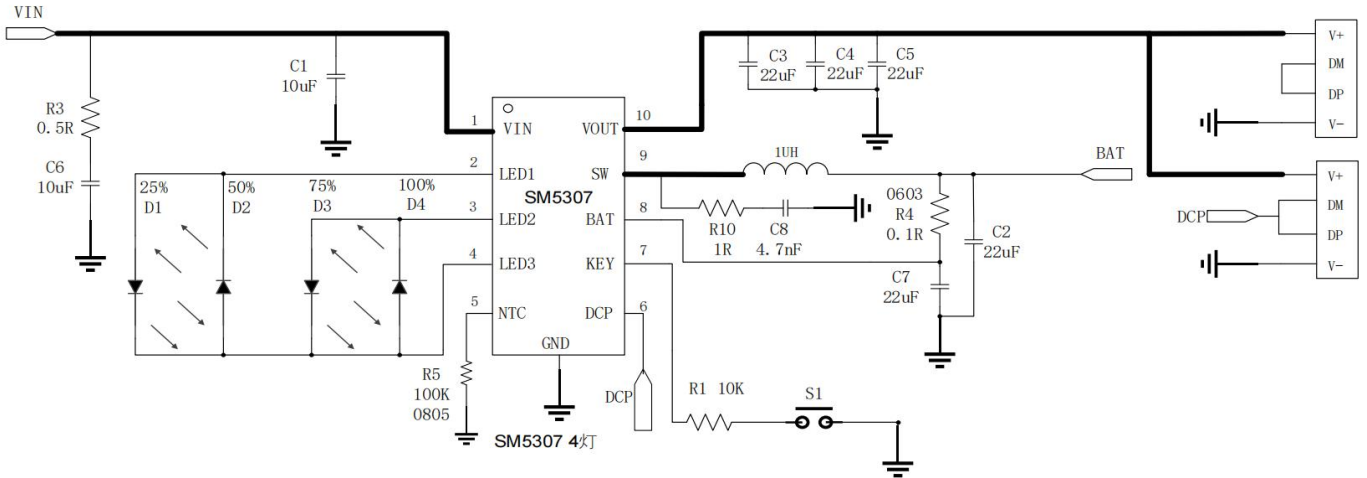 VIN
R3
0.5R
C6
10uF
C1
10uF
C3
22uF
C4
22uF
C5
22uF
V+
DM
DP
V-
1
VIN
2
LED1
3
LED2
4
LED3
5
NTC
SM5307
GND
VOUT
10
SW
9
BAT
8
KEY
7
DCP
6
25%
D1
50%
D2
75%
D3
100%
D4
1UH
BAT
R10
1R
C8
4.7nF
0603
R4
0.1R
C2
22uF
C7
22uF
V+
DM
DP
V-
DCP
R5
100K
0805
DCP
R1 10K
S1
SM5307 4灯